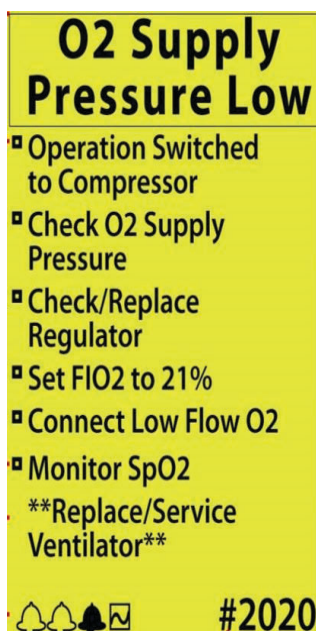 O2 Supply
Pressure Low
Operation Switched
to Compressor
Check O2 Supply
Pressure
Check/Replace
Regulator
Set FIO2 to 21%
Connect Low Flow O2
Monitor SpO2
**Replace/Service
Ventilator**
#2020